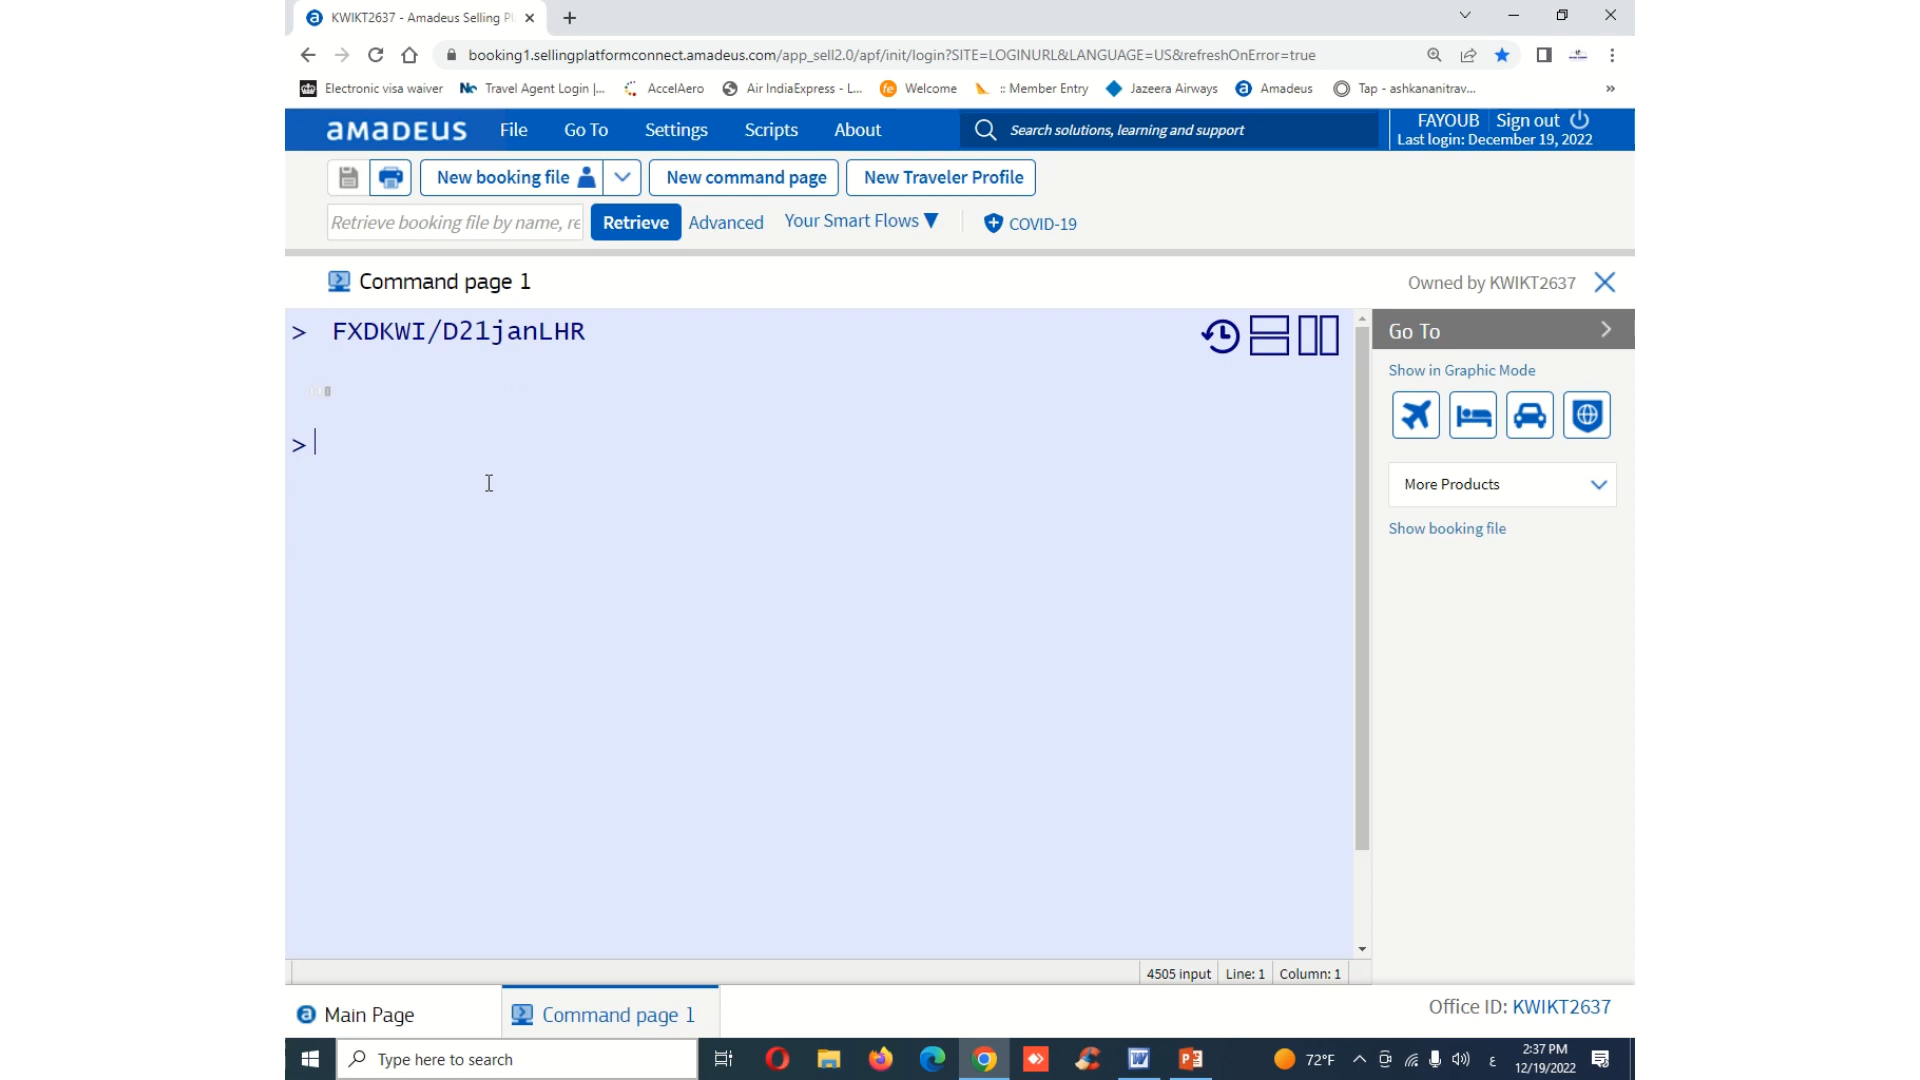 KWIKT2637 - Amadeus Selling Pl
booking1.sellingplatformconnect.amadeus.com/app_sell2.0/apf/init/login?SITE=LOGINURL&LANGUAGE=US&refreshOnError=true
Electronic visa waiver Travel Agent Login |... AccelAero Air IndiaExpress - L... Welcome :: Member Entry Jazeera Airways Amadeus Tap - ashkananitrav... »
amadeus File Go To Settings Scripts About Search solutions, learning and support FAYOUB Sign out
Last login: December 19, 2022
New booking file New command page New Traveler Profile
Retrieve booking file by name, re Retrieve Advanced Your Smart Flows COVID-19
Command page 1 Owned by KWIKT2637
> FXDKWI/D21janLHR
>
Go To
Show in Graphic Mode
More Products
Show booking file
4505 input Line: 1 Column: 1
Main Page Command page 1 Office ID: KWIKT2637
Type here to search 72°F ع 2:37 PM
12/19/2022